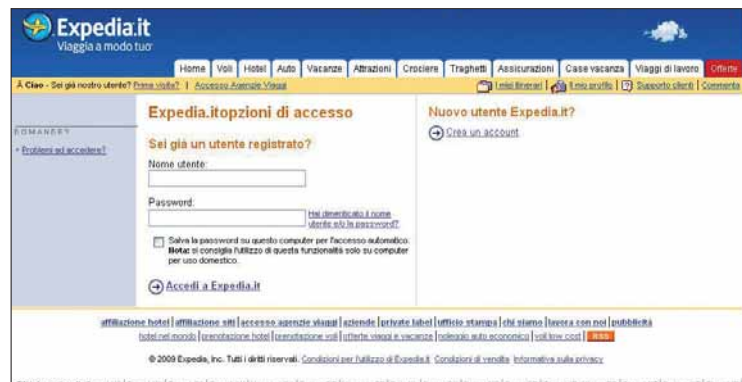 Expedia.it
Viaggia a modo tuo
Home Voli Hotel Auto Vacanze Attrazioni Crociere Traghetti Assicurazioni Case vacanza Viaggi di lavoro Offerte
Ciao - Sei già nostro utente? Prima visita? | Accesso Agenzie Viaggi
I miei itinerari | Il mio profilo | Supporto clienti | Commenta
DOMANDE?
• Problemi ad accedere?
Expedia.itopzioni di accesso
Sei già un utente registrato?
Nome utente:
Password:
Hai dimenticato il nome
utente e/o la password?
Salva la password su questo computer per l'accesso automatico.
Nota: si consiglia l'utilizzo di questa funzionalità solo su computer
per uso domestico.
Accedi a Expedia.it
Nuovo utente Expedia.it?
Crea un account
affiliazione hotel | affiliazione siti | accesso agenzie viaggi | aziende | private label | ufficio stampa | chi siamo | lavora con noi | pubblicità
hotel nel mondo | prenotazione hotel | prenotazione voli | offerte viaggi e vacanze | noleggio auto economico | voli low cost | RSS
© 2009 Expedia, Inc. Tutti i diritti riservati. Condizioni per l'utilizzo di Expedia.it Condizioni di vendita Informativa sulla privacy